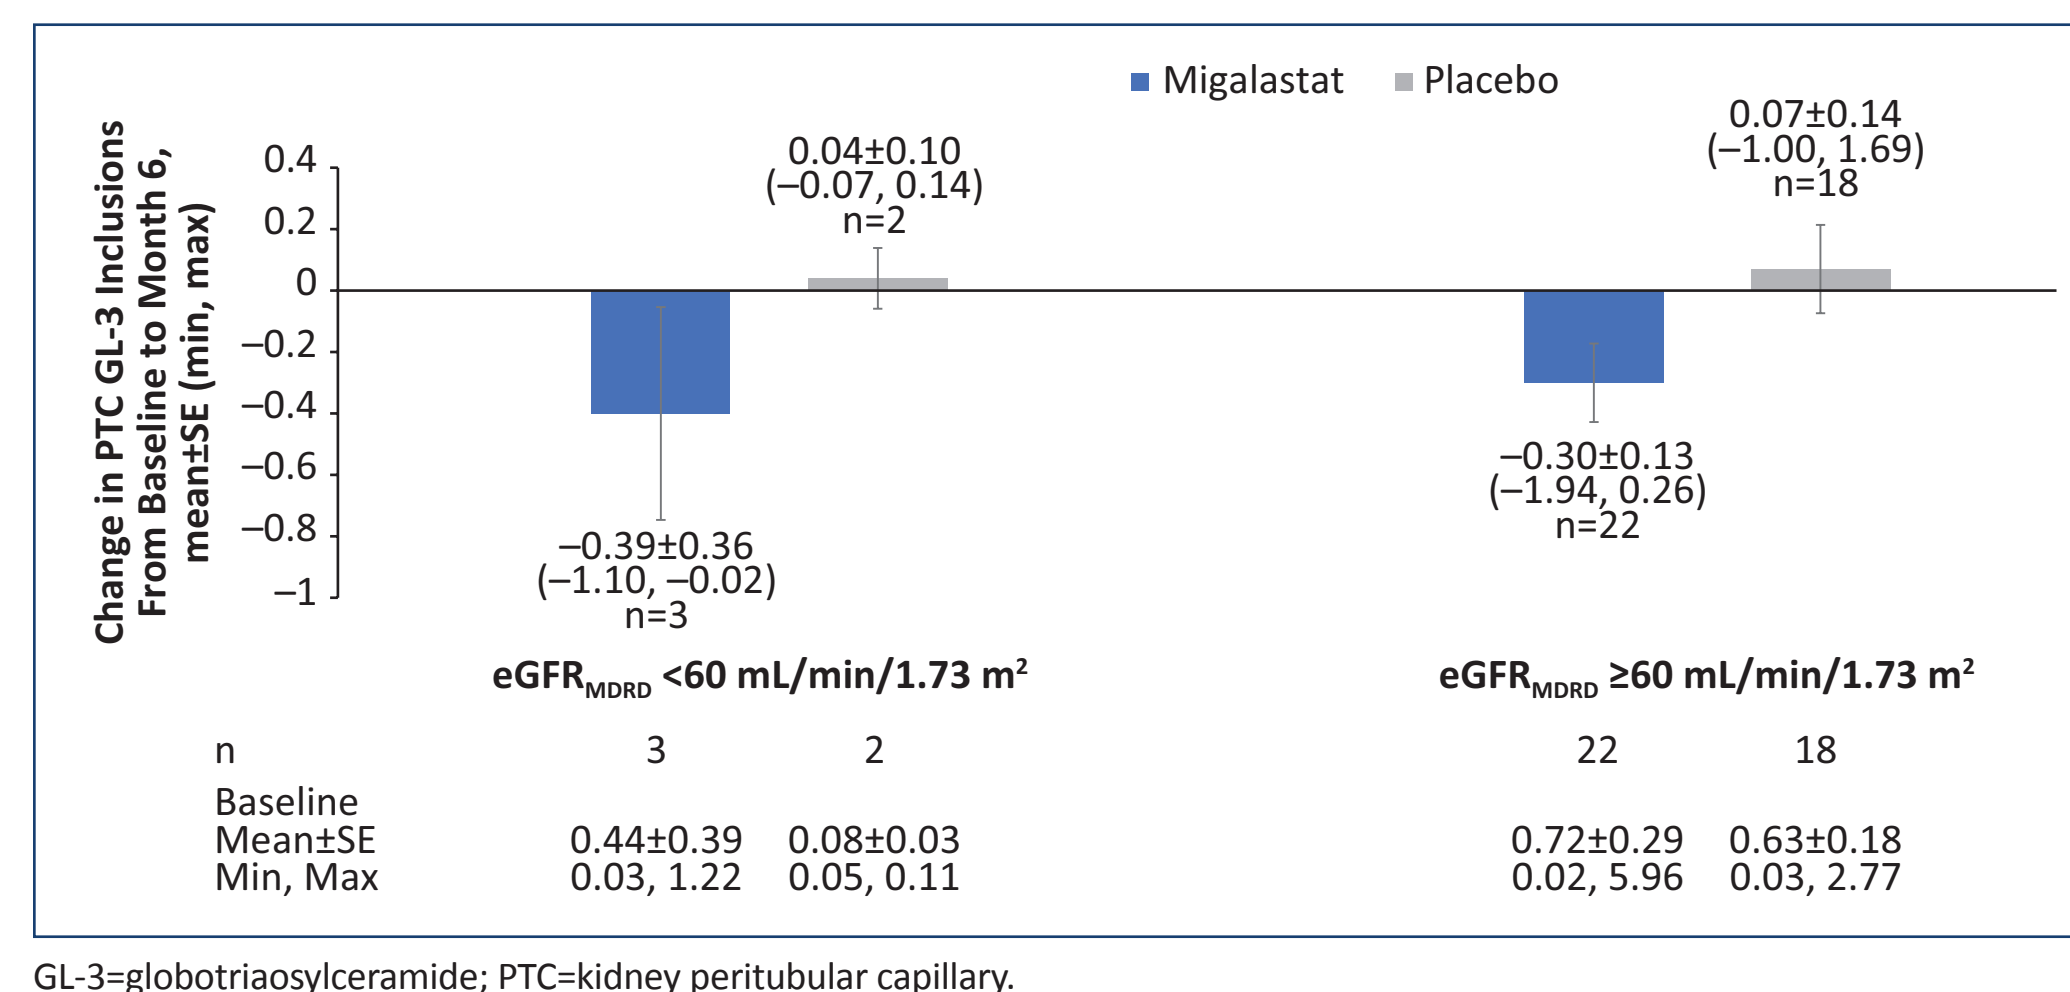 Migalastat Placebo
Change in PTC GL-3 Inclusions
From Baseline to Month 6,
mean±SE (min, max)
0.4
0.2
0
–0.2
–0.4
–0.6
–0.8
–1
0.04±0.10
(–0.07, 0.14)
n=2
–0.39±0.36
(–1.10, –0.02)
n=3
0.07±0.14
(–1.00, 1.69)
n=18
–0.30±0.13
(–1.94, 0.26)
n=22
eGFRMDRD <60 mL/min/1.73 m² eGFRMDRD ≥60 mL/min/1.73 m²
n 3 2 22 18
Baseline
Mean±SE 0.44±0.39 0.08±0.03 0.72±0.29 0.63±0.18
Min, Max 0.03, 1.22 0.05, 0.11 0.02, 5.96 0.03, 2.77
GL-3=globotriaosylceramide; PTC=kidney peritubular capillary.